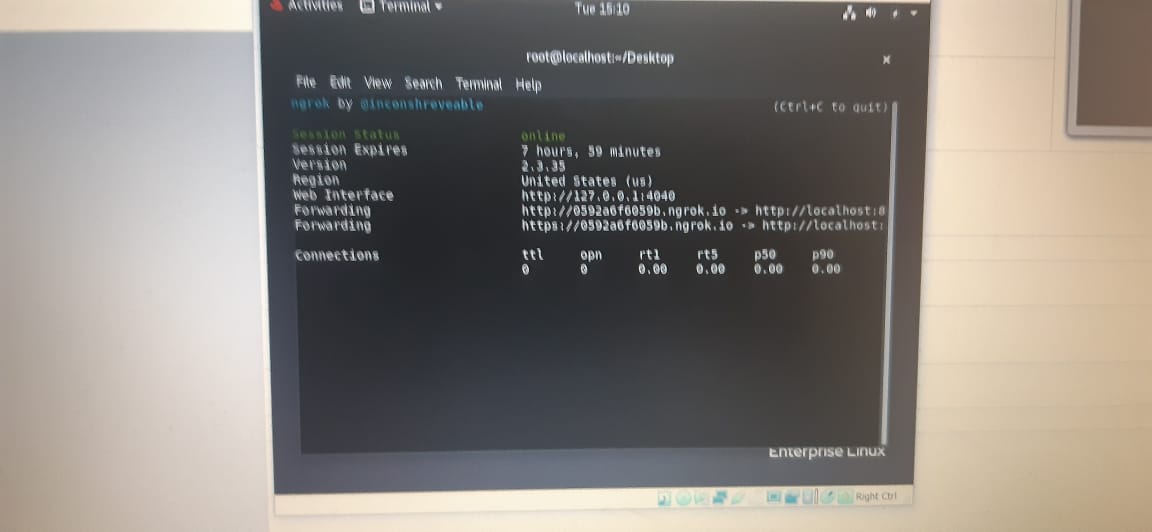 Activities Terminal Tue 15:10
root@localhost:~/Desktop ×
File Edit View Search Terminal Help
ngrok by @inconshreveable (Ctrl+C to quit)
Session Status online
Session Expires 7 hours, 59 minutes
Version 2.3.35
Region United States (us)
Web Interface http://127.0.0.1:4040
Forwarding http://0592a6f6059b.ngrok.io -> http://localhost:8
Forwarding https://0592a6f6059b.ngrok.io -> http://localhost:
Connections ttl opn rt1 rt5 p50 p90
0 0 0.00 0.00 0.00 0.00
Enterprise Linux
Right Ctrl